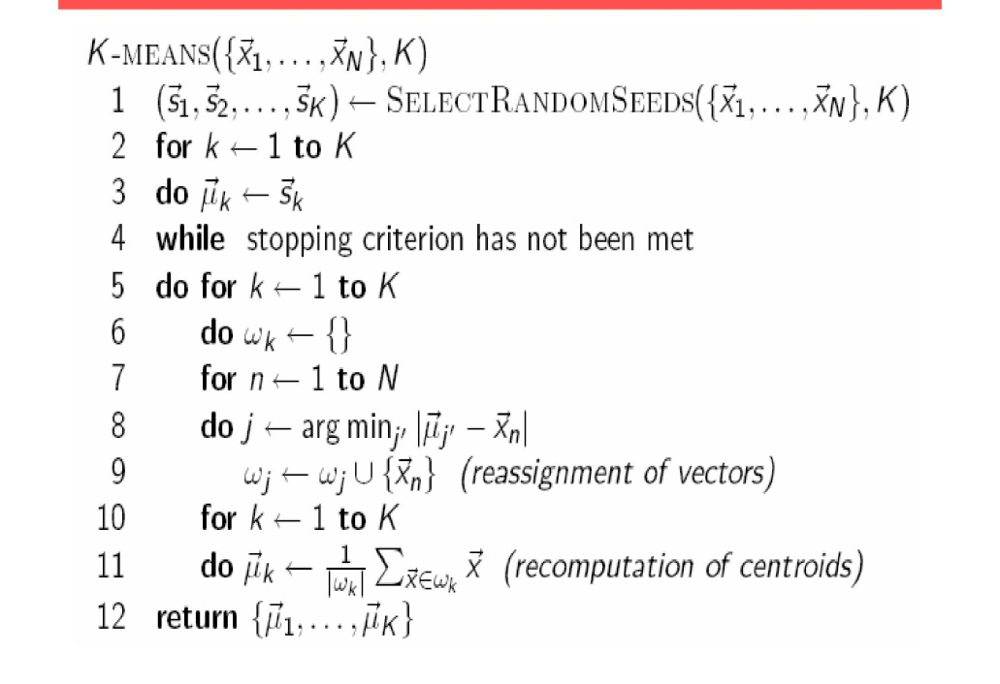 K-MEANS({x⃗1, . . . , x⃗N}, K)
1 (s⃗1, s⃗2, . . . , s⃗K) ← SELECTRANDOMSEEDS({x⃗1, . . . , x⃗N}, K)
2 for k ← 1 to K
3 do μ⃗k ← s⃗k
4 while stopping criterion has not been met
5 do for k ← 1 to K
6 do ωk ← {}
7 for n ← 1 to N
8 do j ← arg minj′ |μ⃗j′ − x⃗n|
9 ωj ← ωj ∪ {x⃗n} (reassignment of vectors)
10 for k ← 1 to K
11 do μ⃗k ← 1/|ωk| ∑x⃗∈ωk x⃗ (recomputation of centroids)
12 return {μ⃗1, . . . , μ⃗K}